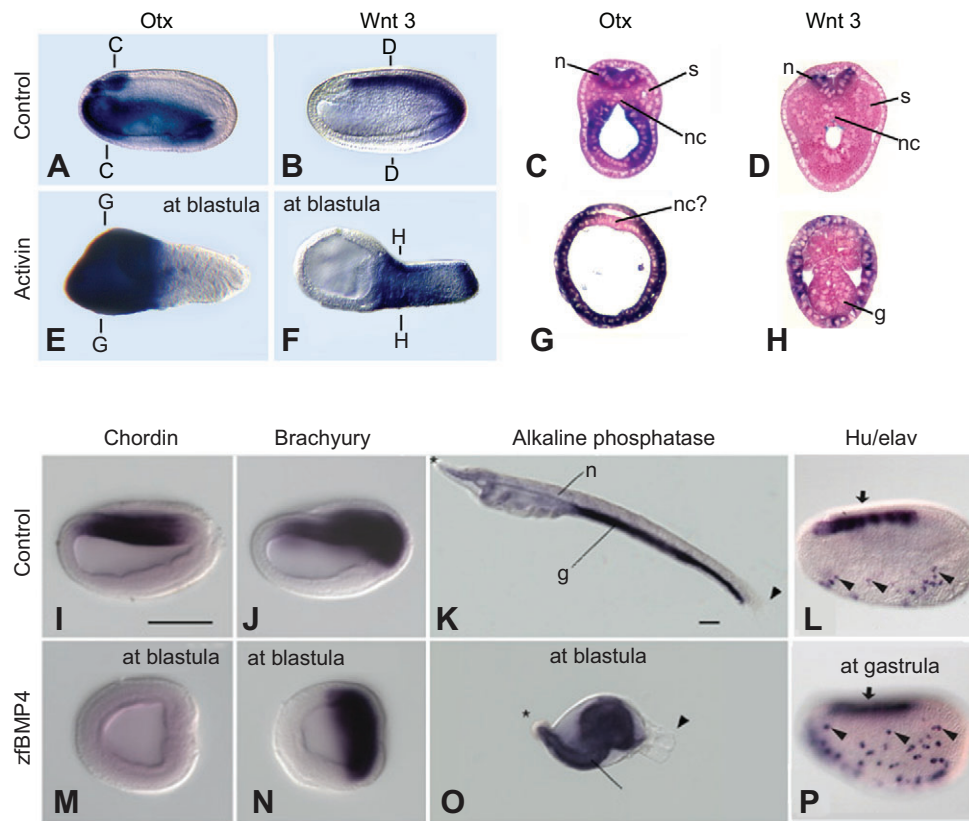 Otx
Wnt 3
Otx
Wnt 3
Control
C
C
A
D
D
B
n
s
nc
C
n
s
nc
D
Activin
G
at blastula
G
E
at blastula
H
H
F
nc?
G
g
H
Chordin
Brachyury
Alkaline phosphatase
Hu/elav
Control
I
J
*
n
g
K
L
zfBMP4
at blastula
M
at blastula
N
at blastula
*
O
at gastrula
P